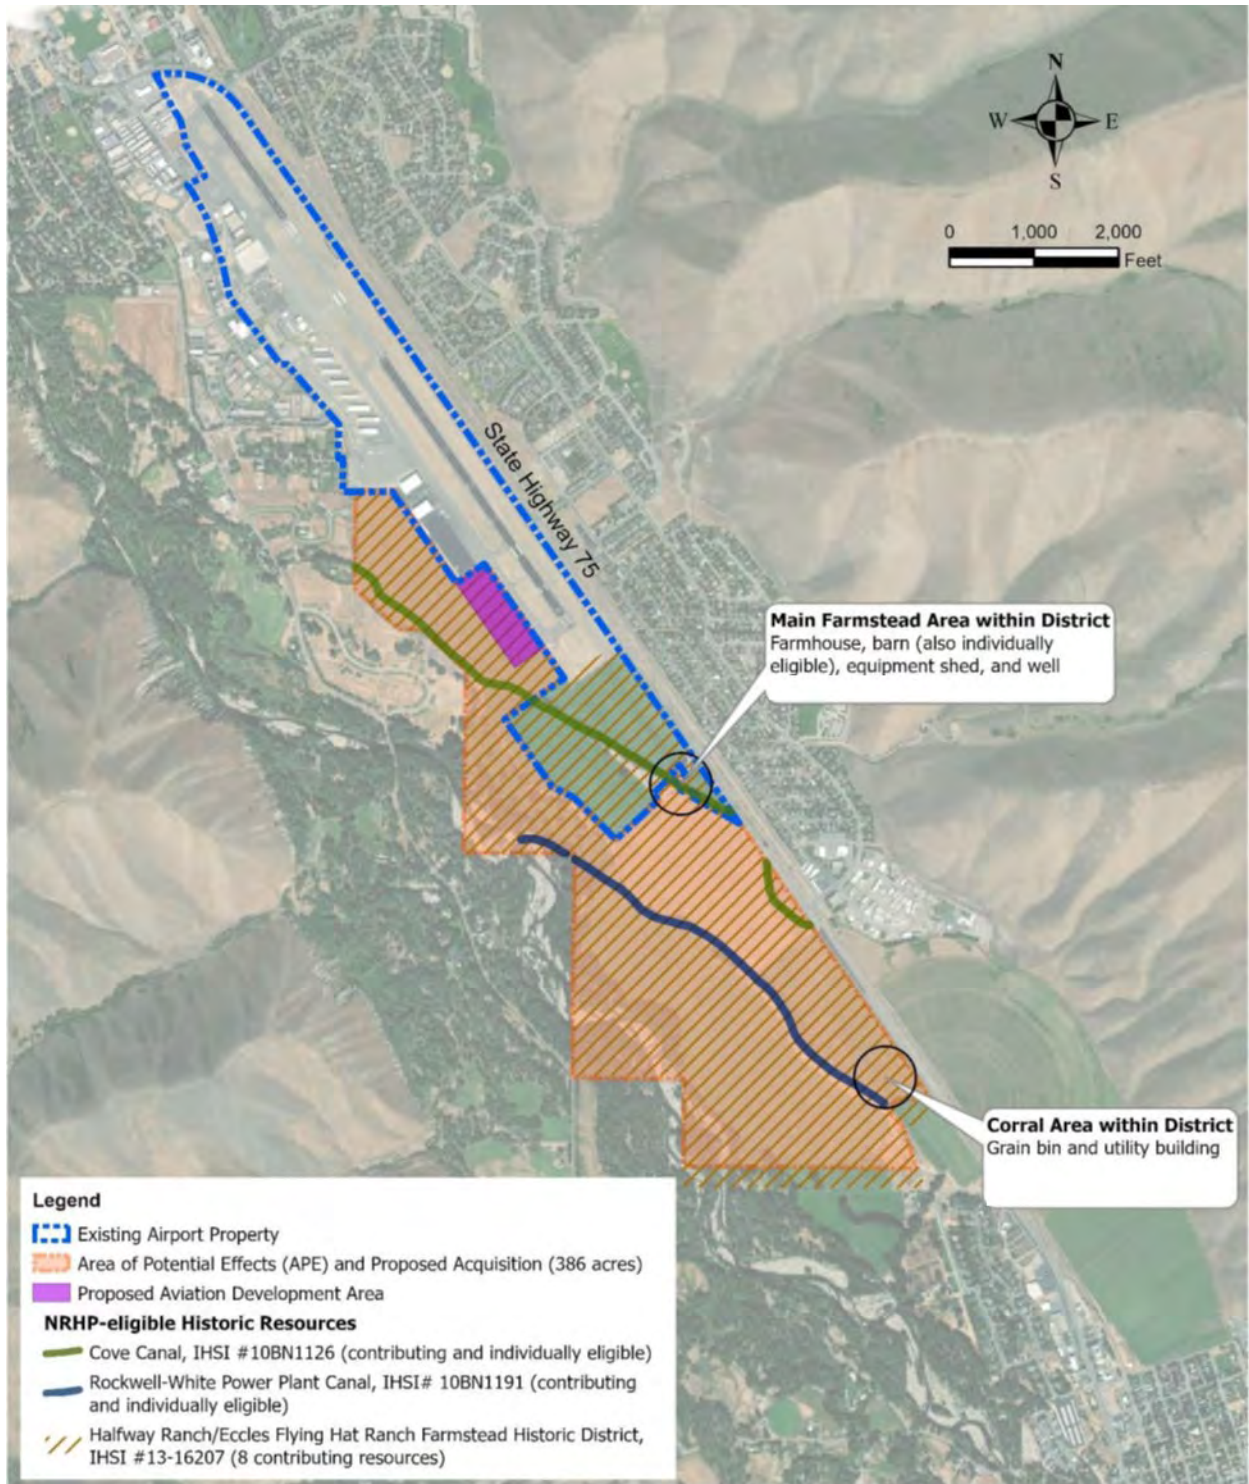 N
W E
S
0 1,000 2,000
Feet
State Highway 75
Main Farmstead Area within District
Farmhouse, barn (also individually
eligible), equipment shed, and well
Corral Area within District
Grain bin and utility building
Legend
Existing Airport Property
Area of Potential Effects (APE) and Proposed Acquisition (386 acres)
Proposed Aviation Development Area
NRHP-eligible Historic Resources
Cove Canal, IHSI #10BN1126 (contributing and individually eligible)
Rockwell-White Power Plant Canal, IHSI# 10BN1191 (contributing
and individually eligible)
Halfway Ranch/Eccles Flying Hat Ranch Farmstead Historic District,
IHSI #13-16207 (8 contributing resources)